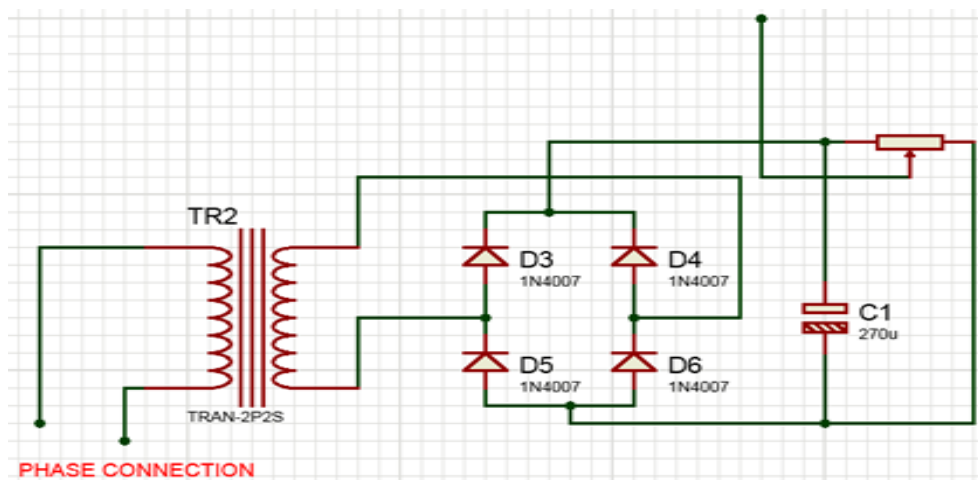 TR2
TRAN-2P2S
PHASE CONNECTION
D3
1N4007
D4
1N4007
D5
1N4007
D6
1N4007
C1
270u